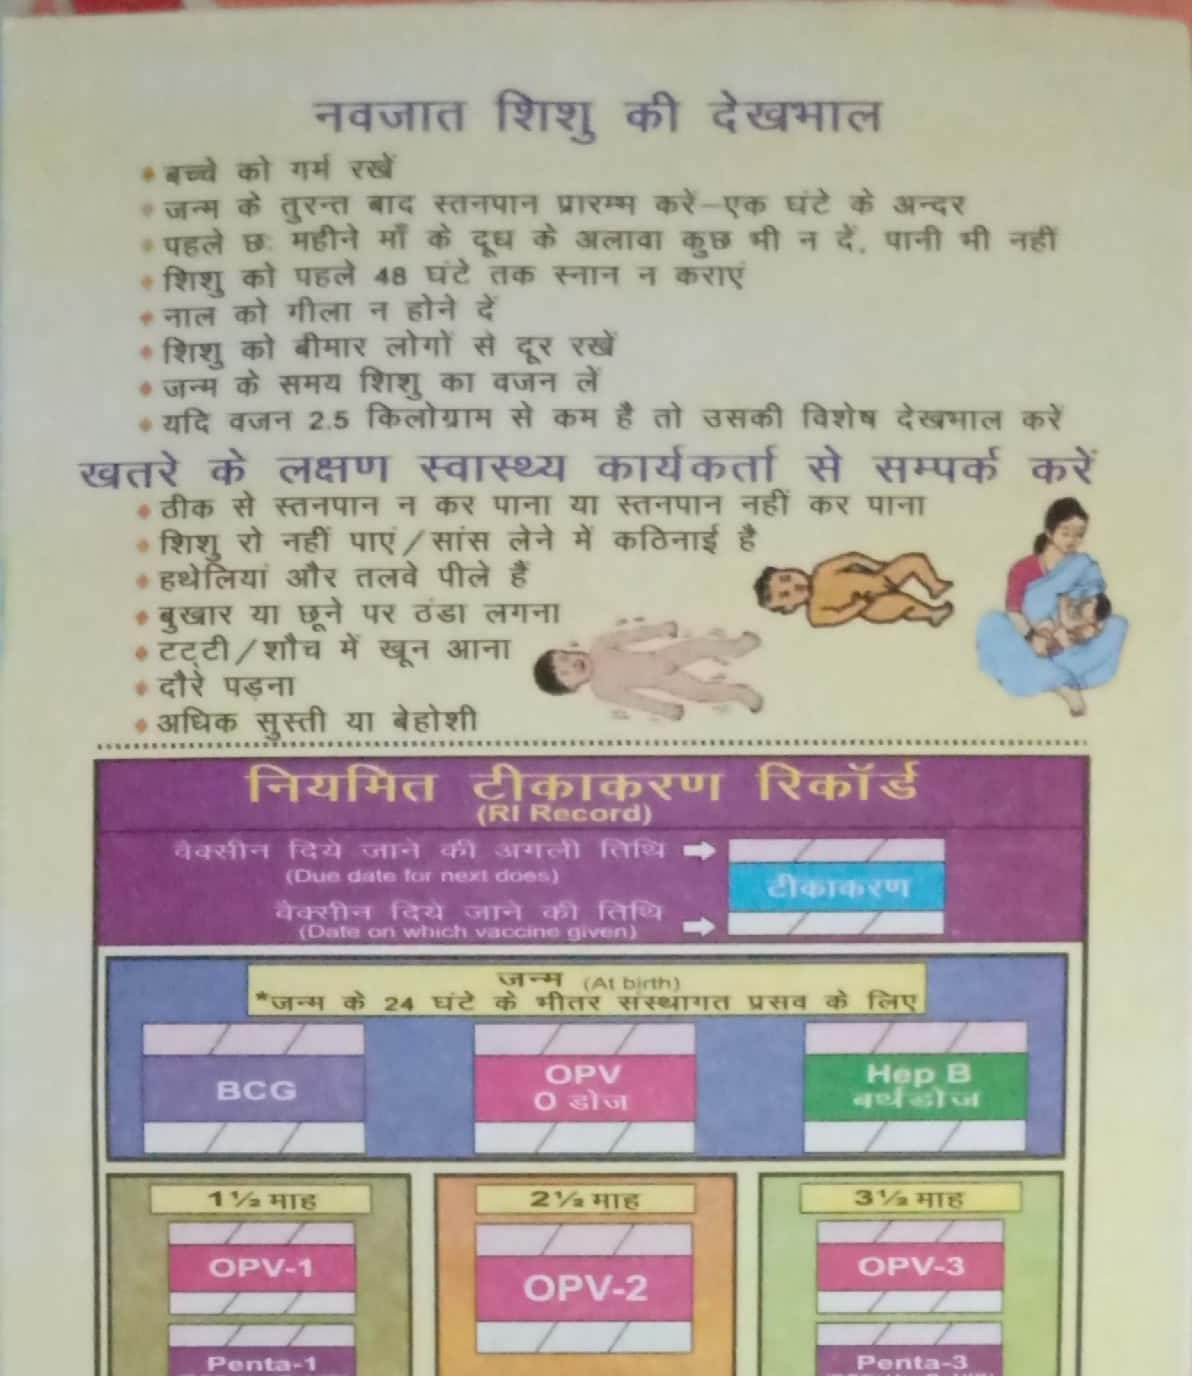 नवजात शिशु की देखभाल
बच्चे को गर्म रखें
जन्म के तुरन्त बाद स्तनपान प्रारम्भ करें–एक घंटे के अन्दर
पहले छः महीने माँ के दूध के अलावा कुछ भी न दें, पानी भी नहीं
शिशु को पहले 48 घंटे तक स्नान न कराएं
नाल को गीला न होने दें
शिशु को बीमार लोगों से दूर रखें
जन्म के समय शिशु का वजन लें
यदि वजन 2.5 किलोग्राम से कम है तो उसकी विशेष देखभाल करें
खतरे के लक्षण स्वास्थ्य कार्यकर्ता से सम्पर्क करें
ठीक से स्तनपान न कर पाना या स्तनपान नहीं कर पाना
शिशु रो नहीं पाएं/सांस लेने में कठिनाई है
हथेलियां और तलवे पीले हैं
बुखार या छूने पर ठंडा लगना
टट्टी/शौच में खून आना
दौरे पड़ना
अधिक सुस्ती या बेहोशी
नियमित टीकाकरण रिकॉर्ड
(RI Record)
वैक्सीन दिये जाने की अगली तिथि
(Due date for next does)
टीकाकरण
वैक्सीन दिये जाने की तिथि
(Date on which vaccine given)
जन्म (At birth)
*जन्म के 24 घंटे के भीतर संस्थागत प्रसव के लिए
BCG
OPV
0 डोज
Hep B
बर्थडोज
1½ माह
2½ माह
3½ माह
OPV-1
OPV-2
OPV-3
Penta-1
Penta-3